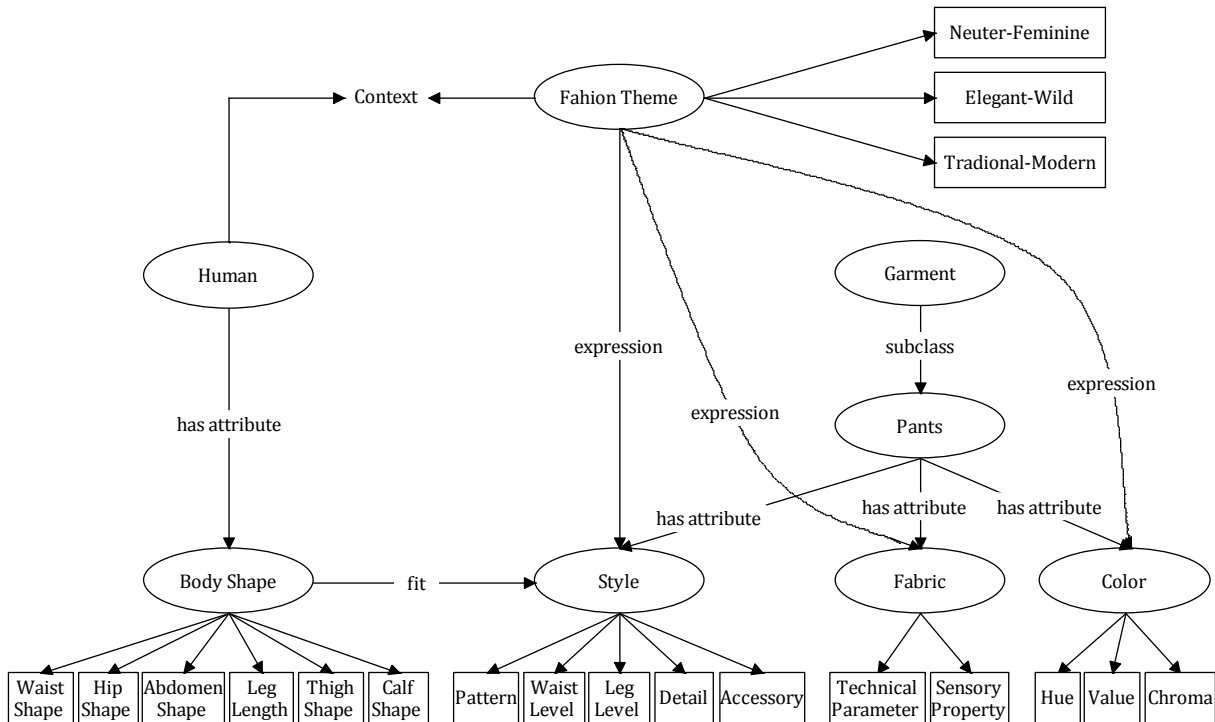 Neuter-Feminine
Context
Fahion Theme
Elegant-Wild
Tradional-Modern
Human
Garment
expression
subclass
expression
expression
has attribute
Pants
has attribute
has attribute
has attribute
Body Shape
fit
Style
Fabric
Color
Waist
Shape
Hip
Shape
Abdomen
Shape
Leg
Length
Thigh
Shape
Calf
Shape
Pattern
Waist
Level
Leg
Level
Detail
Accessory
Technical
Parameter
Sensory
Property
Hue
Value
Chroma